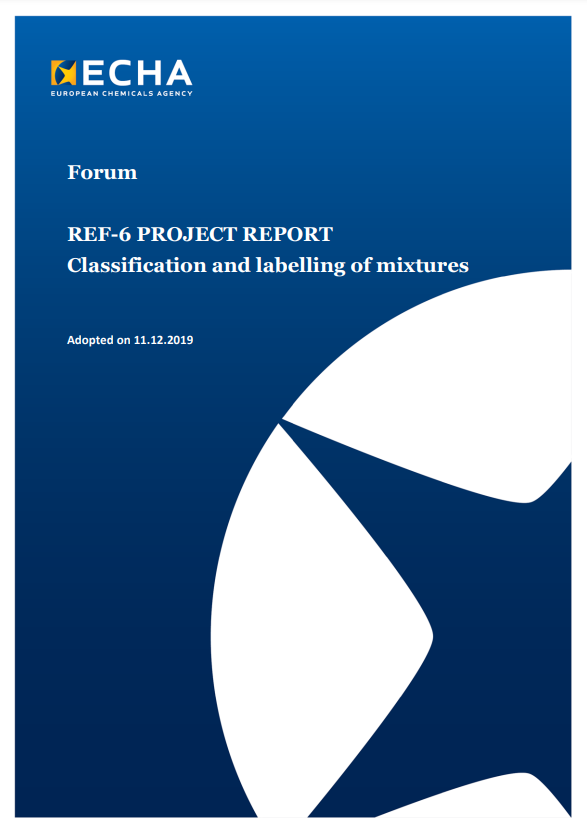 ECHA
EUROPEAN CHEMICALS AGENCY
Forum
REF-6 PROJECT REPORT
Classification and labelling of mixtures
Adopted on 11.12.2019